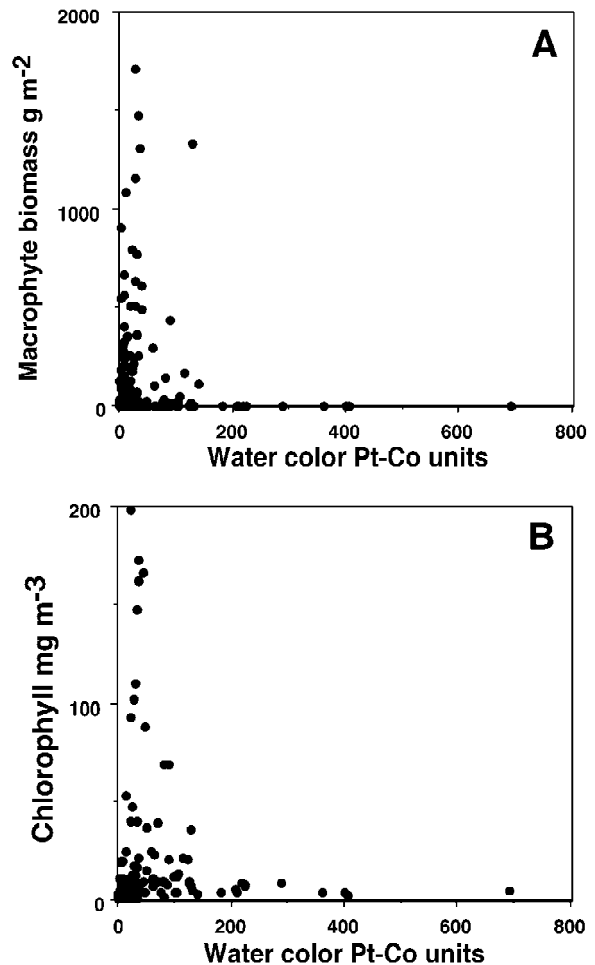 A
Macrophyte biomass g m-2
2000
1000
0
0 200 400 600 800
Water color Pt-Co units
B
Chlorophyll mg m-3
200
100
0
0 200 400 600 800
Water color Pt-Co units